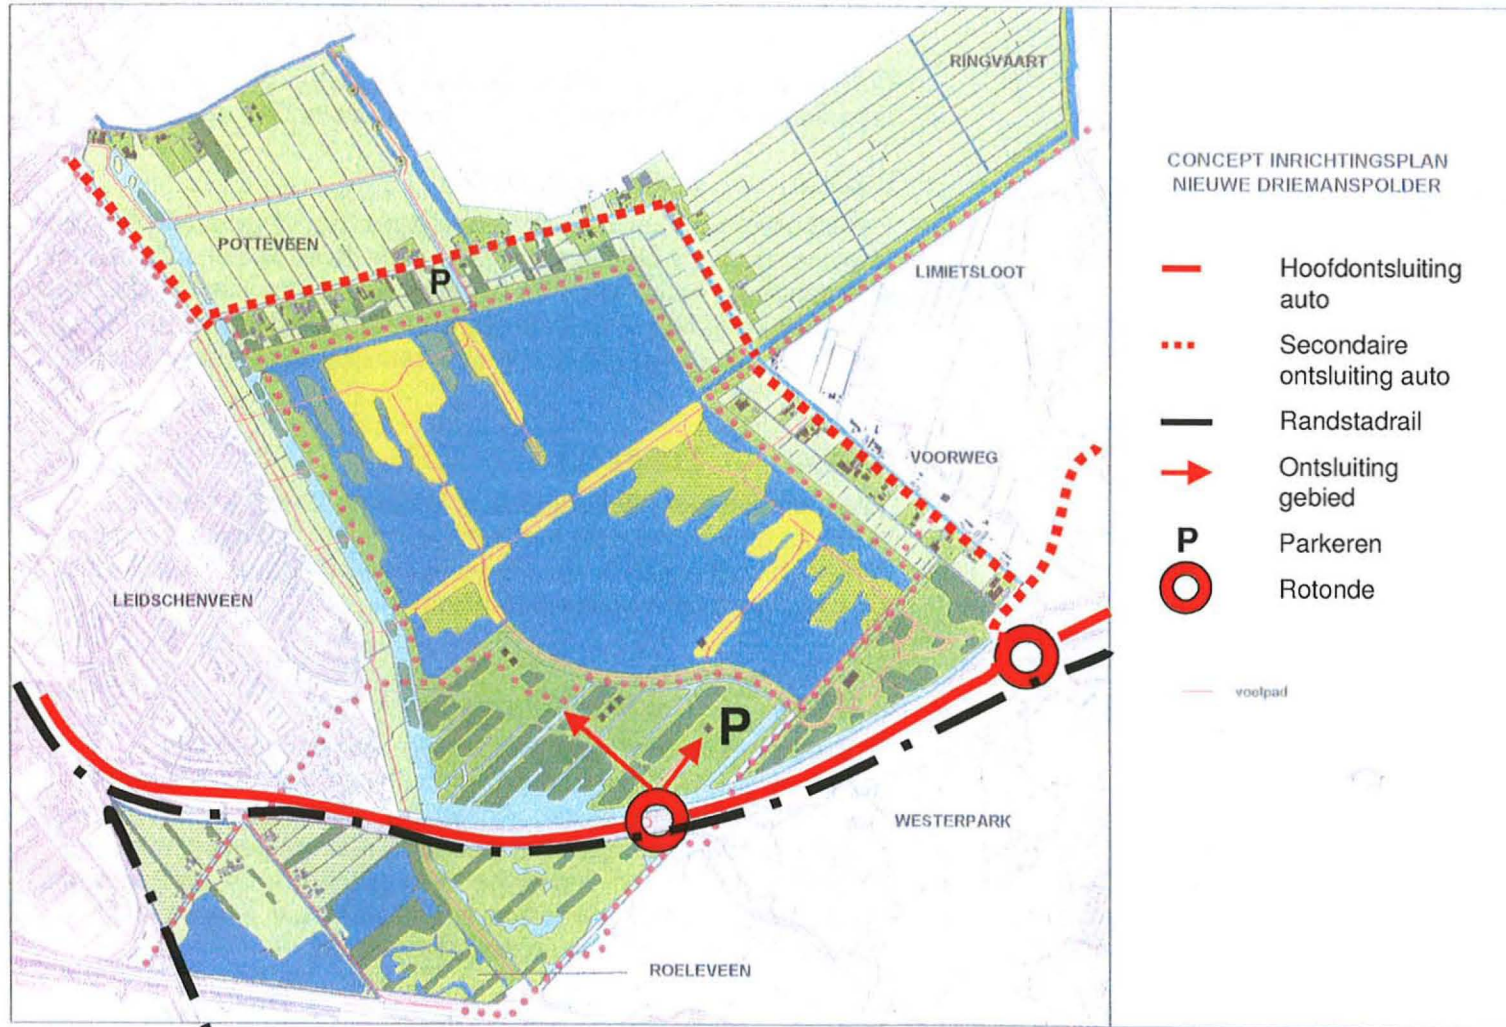 RINGVAART
POTTEVEEN
P
LIMIETSLOOT
VOORWEG
LEIDSCHENVEEN
P
WESTERPARK
ROELEVEEN
CONCEPT INRICHTINGSPLAN
NIEUWE DRIEMANSPOLDER
Hoofdontsluiting
auto
Secondaire
ontsluiting auto
Randstadrail
Ontsluiting
gebied
P Parkeren
Rotonde
voetpad